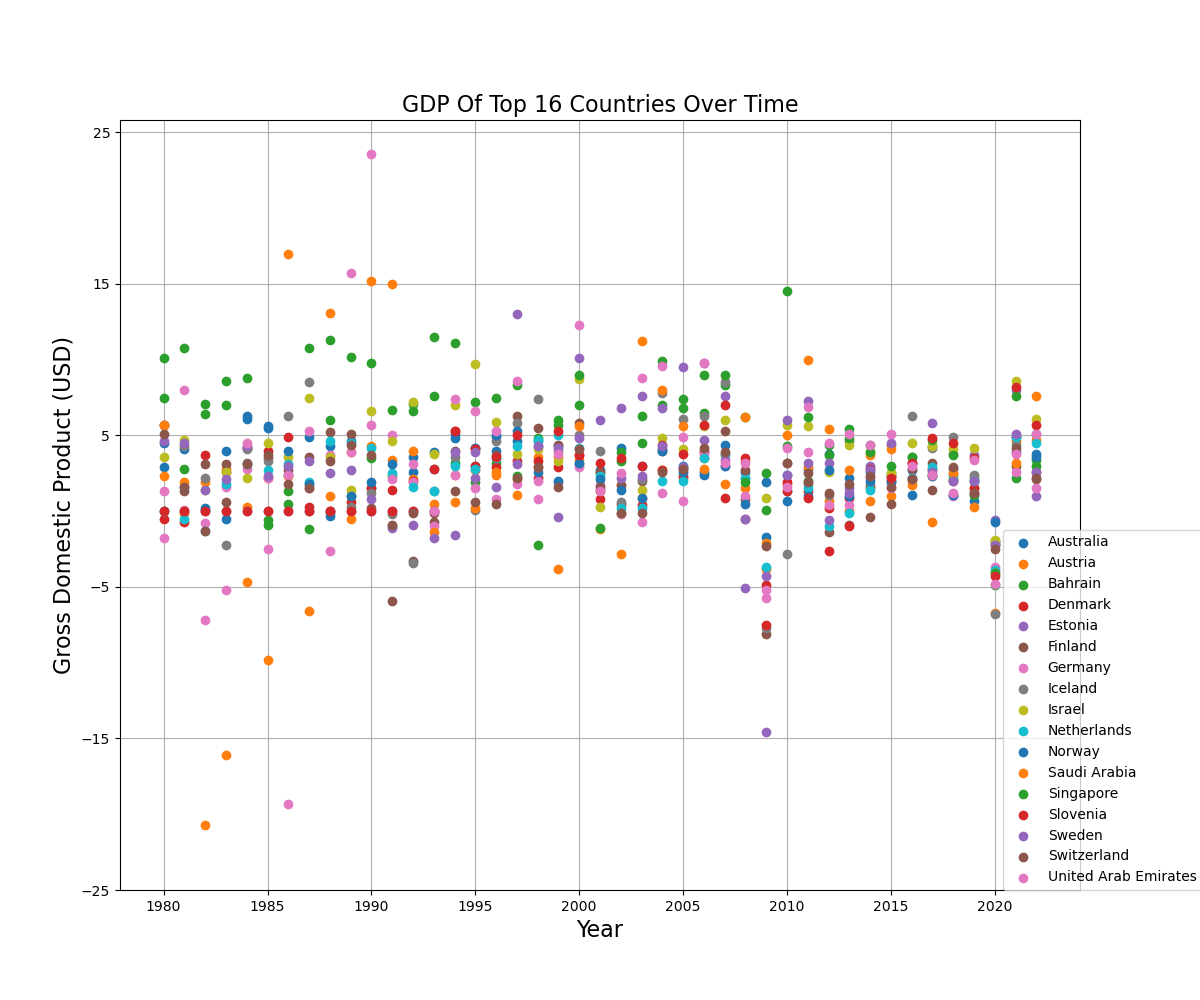 GDP Of Top 16 Countries Over Time
Gross Domestic Product (USD)
25
15
5
−5
−15
−25
1980 1985 1990 1995 2000 2005 2010 2015 2020
Year
Australia
Austria
Bahrain
Denmark
Estonia
Finland
Germany
Iceland
Israel
Netherlands
Norway
Saudi Arabia
Singapore
Slovenia
Sweden
Switzerland
United Arab Emirates